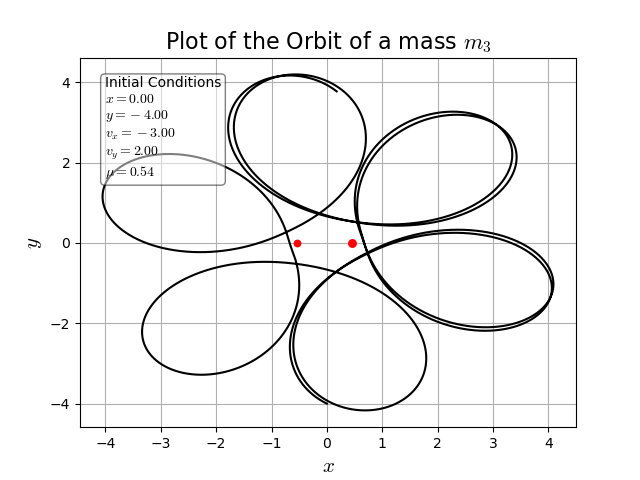 Plot of the Orbit of a mass m₃
Initial Conditions
x = 0.00
y = − 4.00
vₓ = − 3.00
v_y = 2.00
μ = 0.54
4
2
0
−2
−4
y
−4 −3 −2 −1 0 1 2 3 4
x